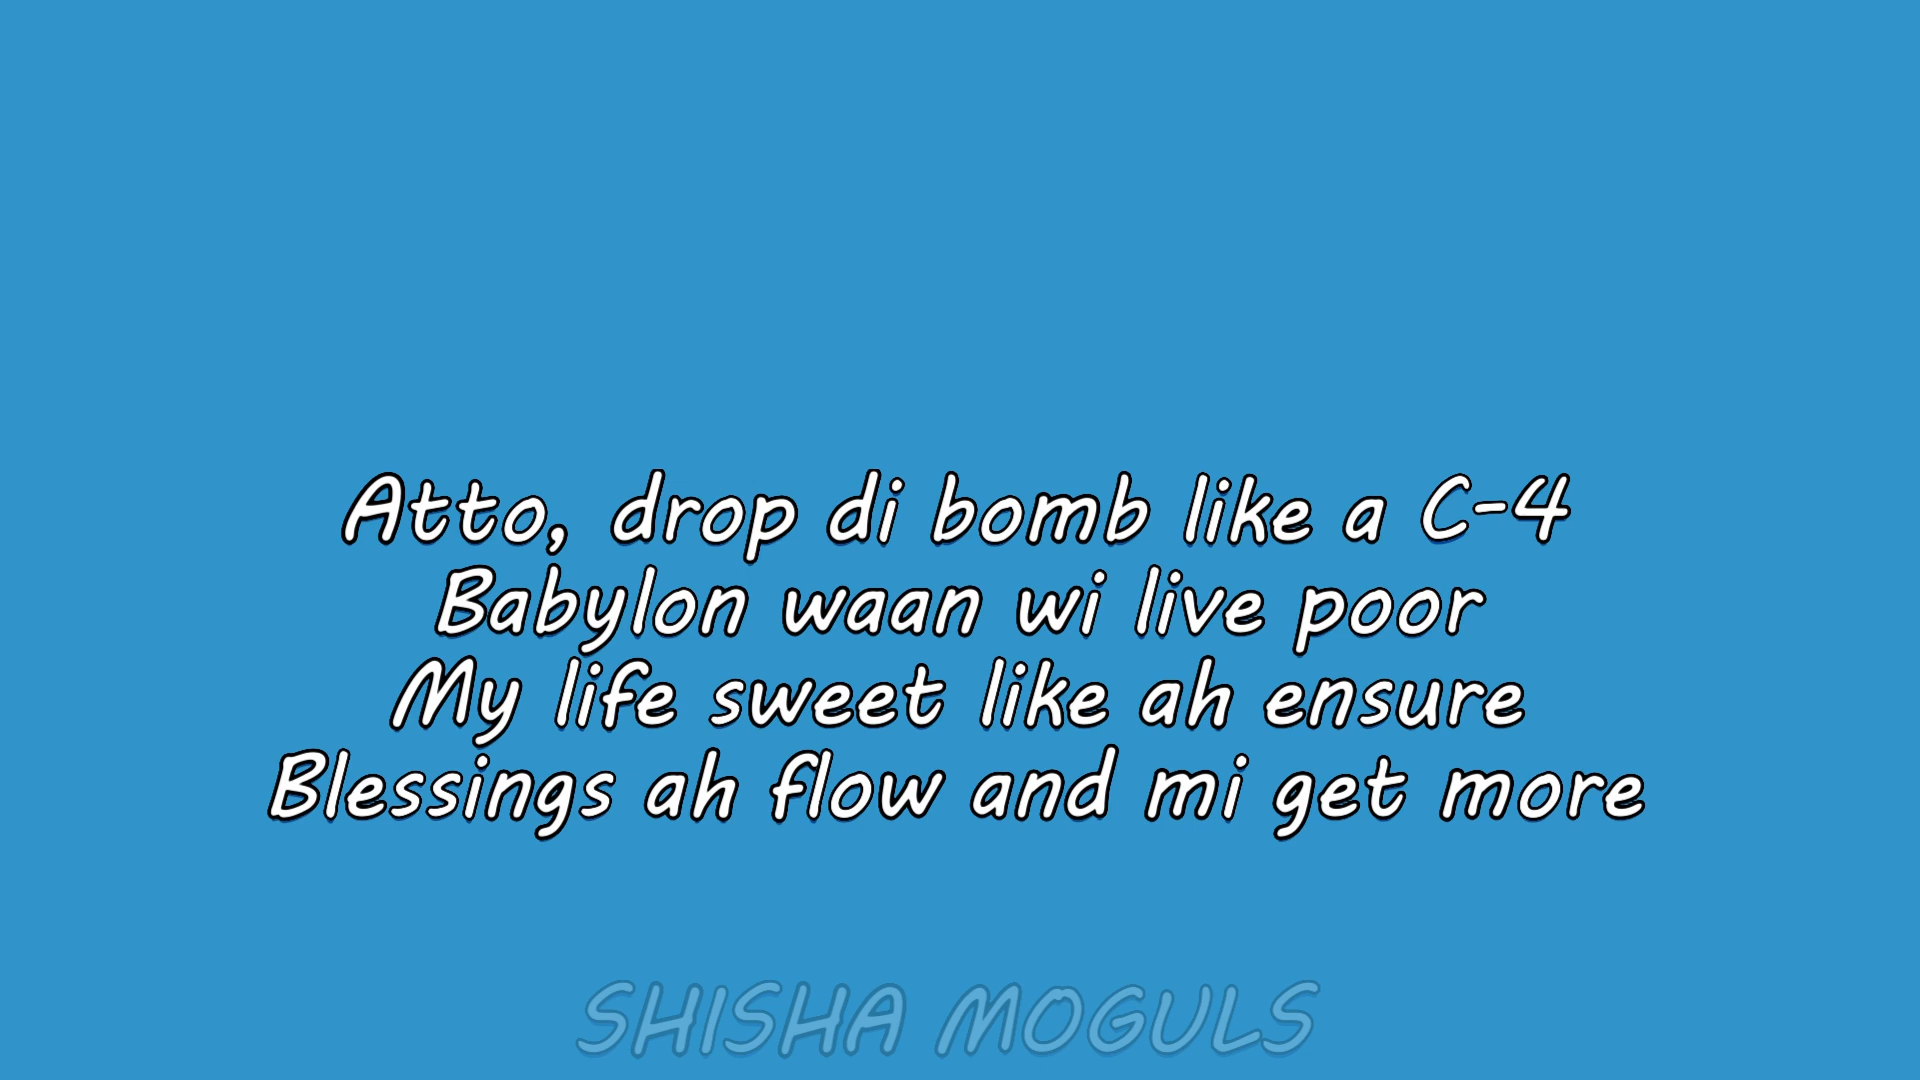 Atto, drop di bomb like a C-4
Babylon waan wi live poor
My life sweet like ah ensure
Blessings ah flow and mi get more
SHISHA MOGULS